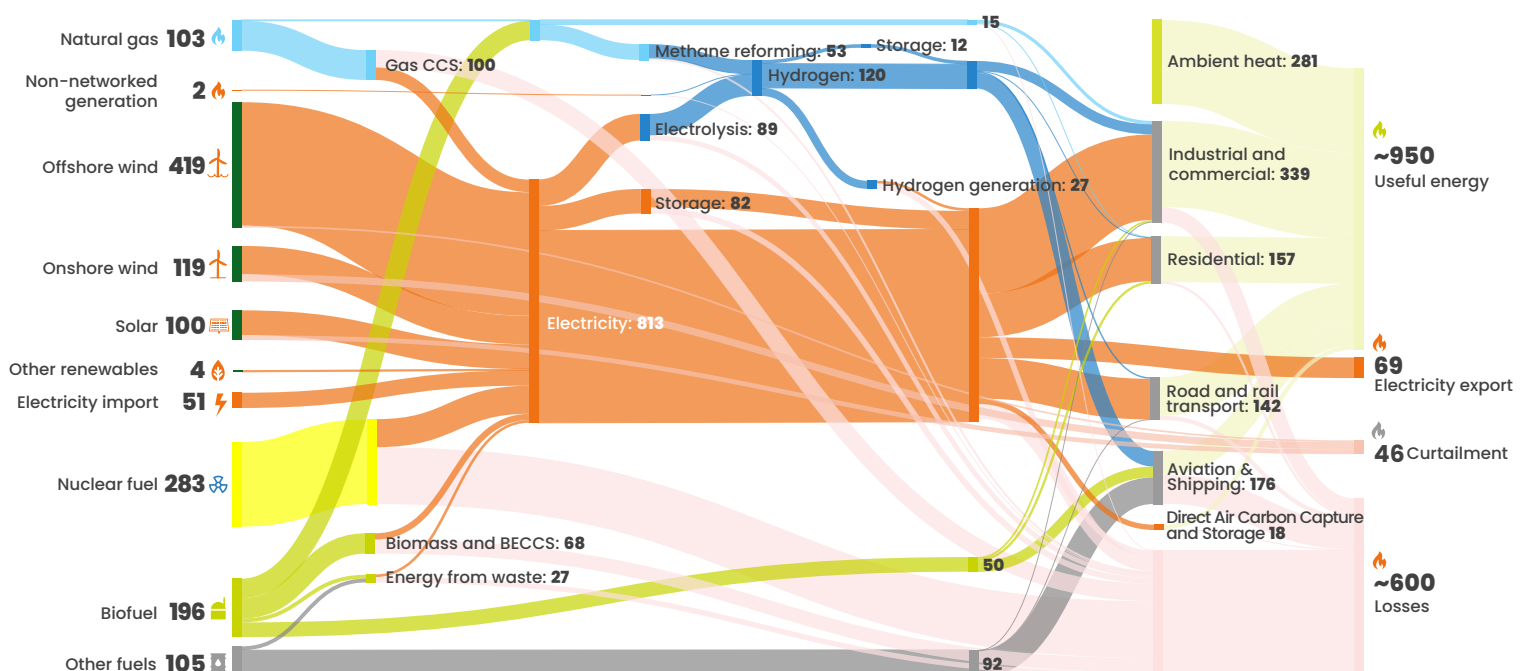 Natural gas 103
Non-networked
generation 2
Offshore wind 419
Onshore wind 119
Solar 100
Other renewables 4
Electricity import 51
Nuclear fuel 283
Biofuel 196
Other fuels 105
Gas CCS: 100
Biomass and BECCS: 68
Energy from waste: 27
Electricity: 813
Methane reforming: 53
Storage: 12
Hydrogen: 120
Electrolysis: 89
Storage: 82
Hydrogen generation: 27
15
50
92
Ambient heat: 281
Industrial and
commercial: 339
Residential: 157
Road and rail
transport: 142
Aviation &
Shipping: 176
Direct Air Carbon Capture
and Storage 18
~950
Useful energy
69
Electricity export
46 Curtailment
~600
Losses